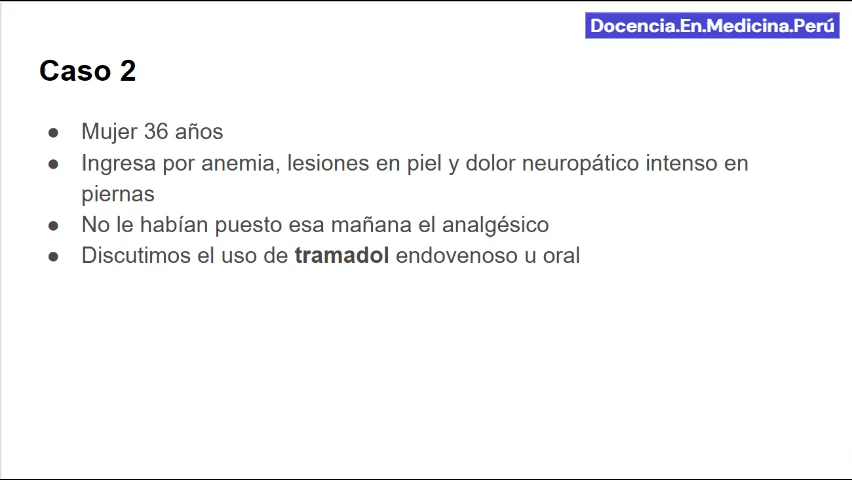 Docencia.En.Medicina.Perú
Caso 2
● Mujer 36 años
● Ingresa por anemia, lesiones en piel y dolor neuropático intenso en
piernas
● No le habían puesto esa mañana el analgésico
● Discutimos el uso de tramadol endovenoso u oral